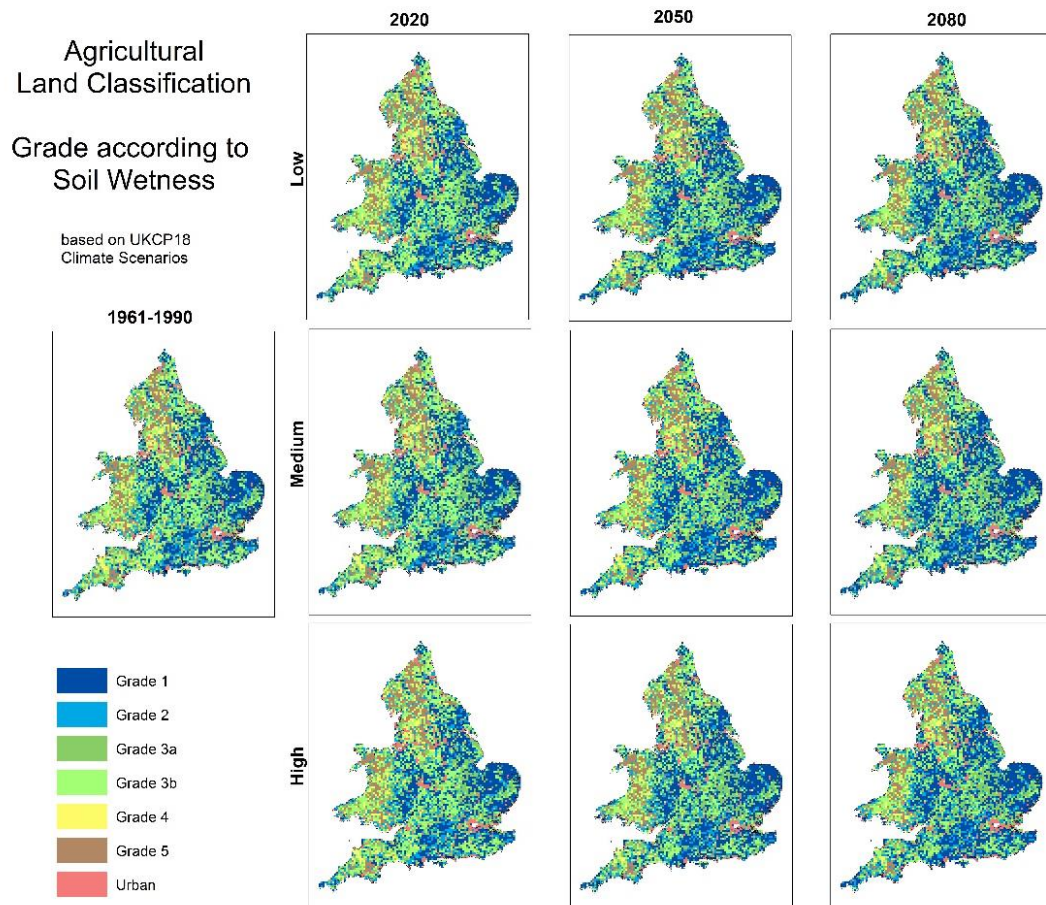 Agricultural
Land Classification
Grade according to
Soil Wetness
based on UKCP18
Climate Scenarios
2020
2050
2080
Low
1961-1990
Medium
High
Grade 1
Grade 2
Grade 3a
Grade 3b
Grade 4
Grade 5
Urban